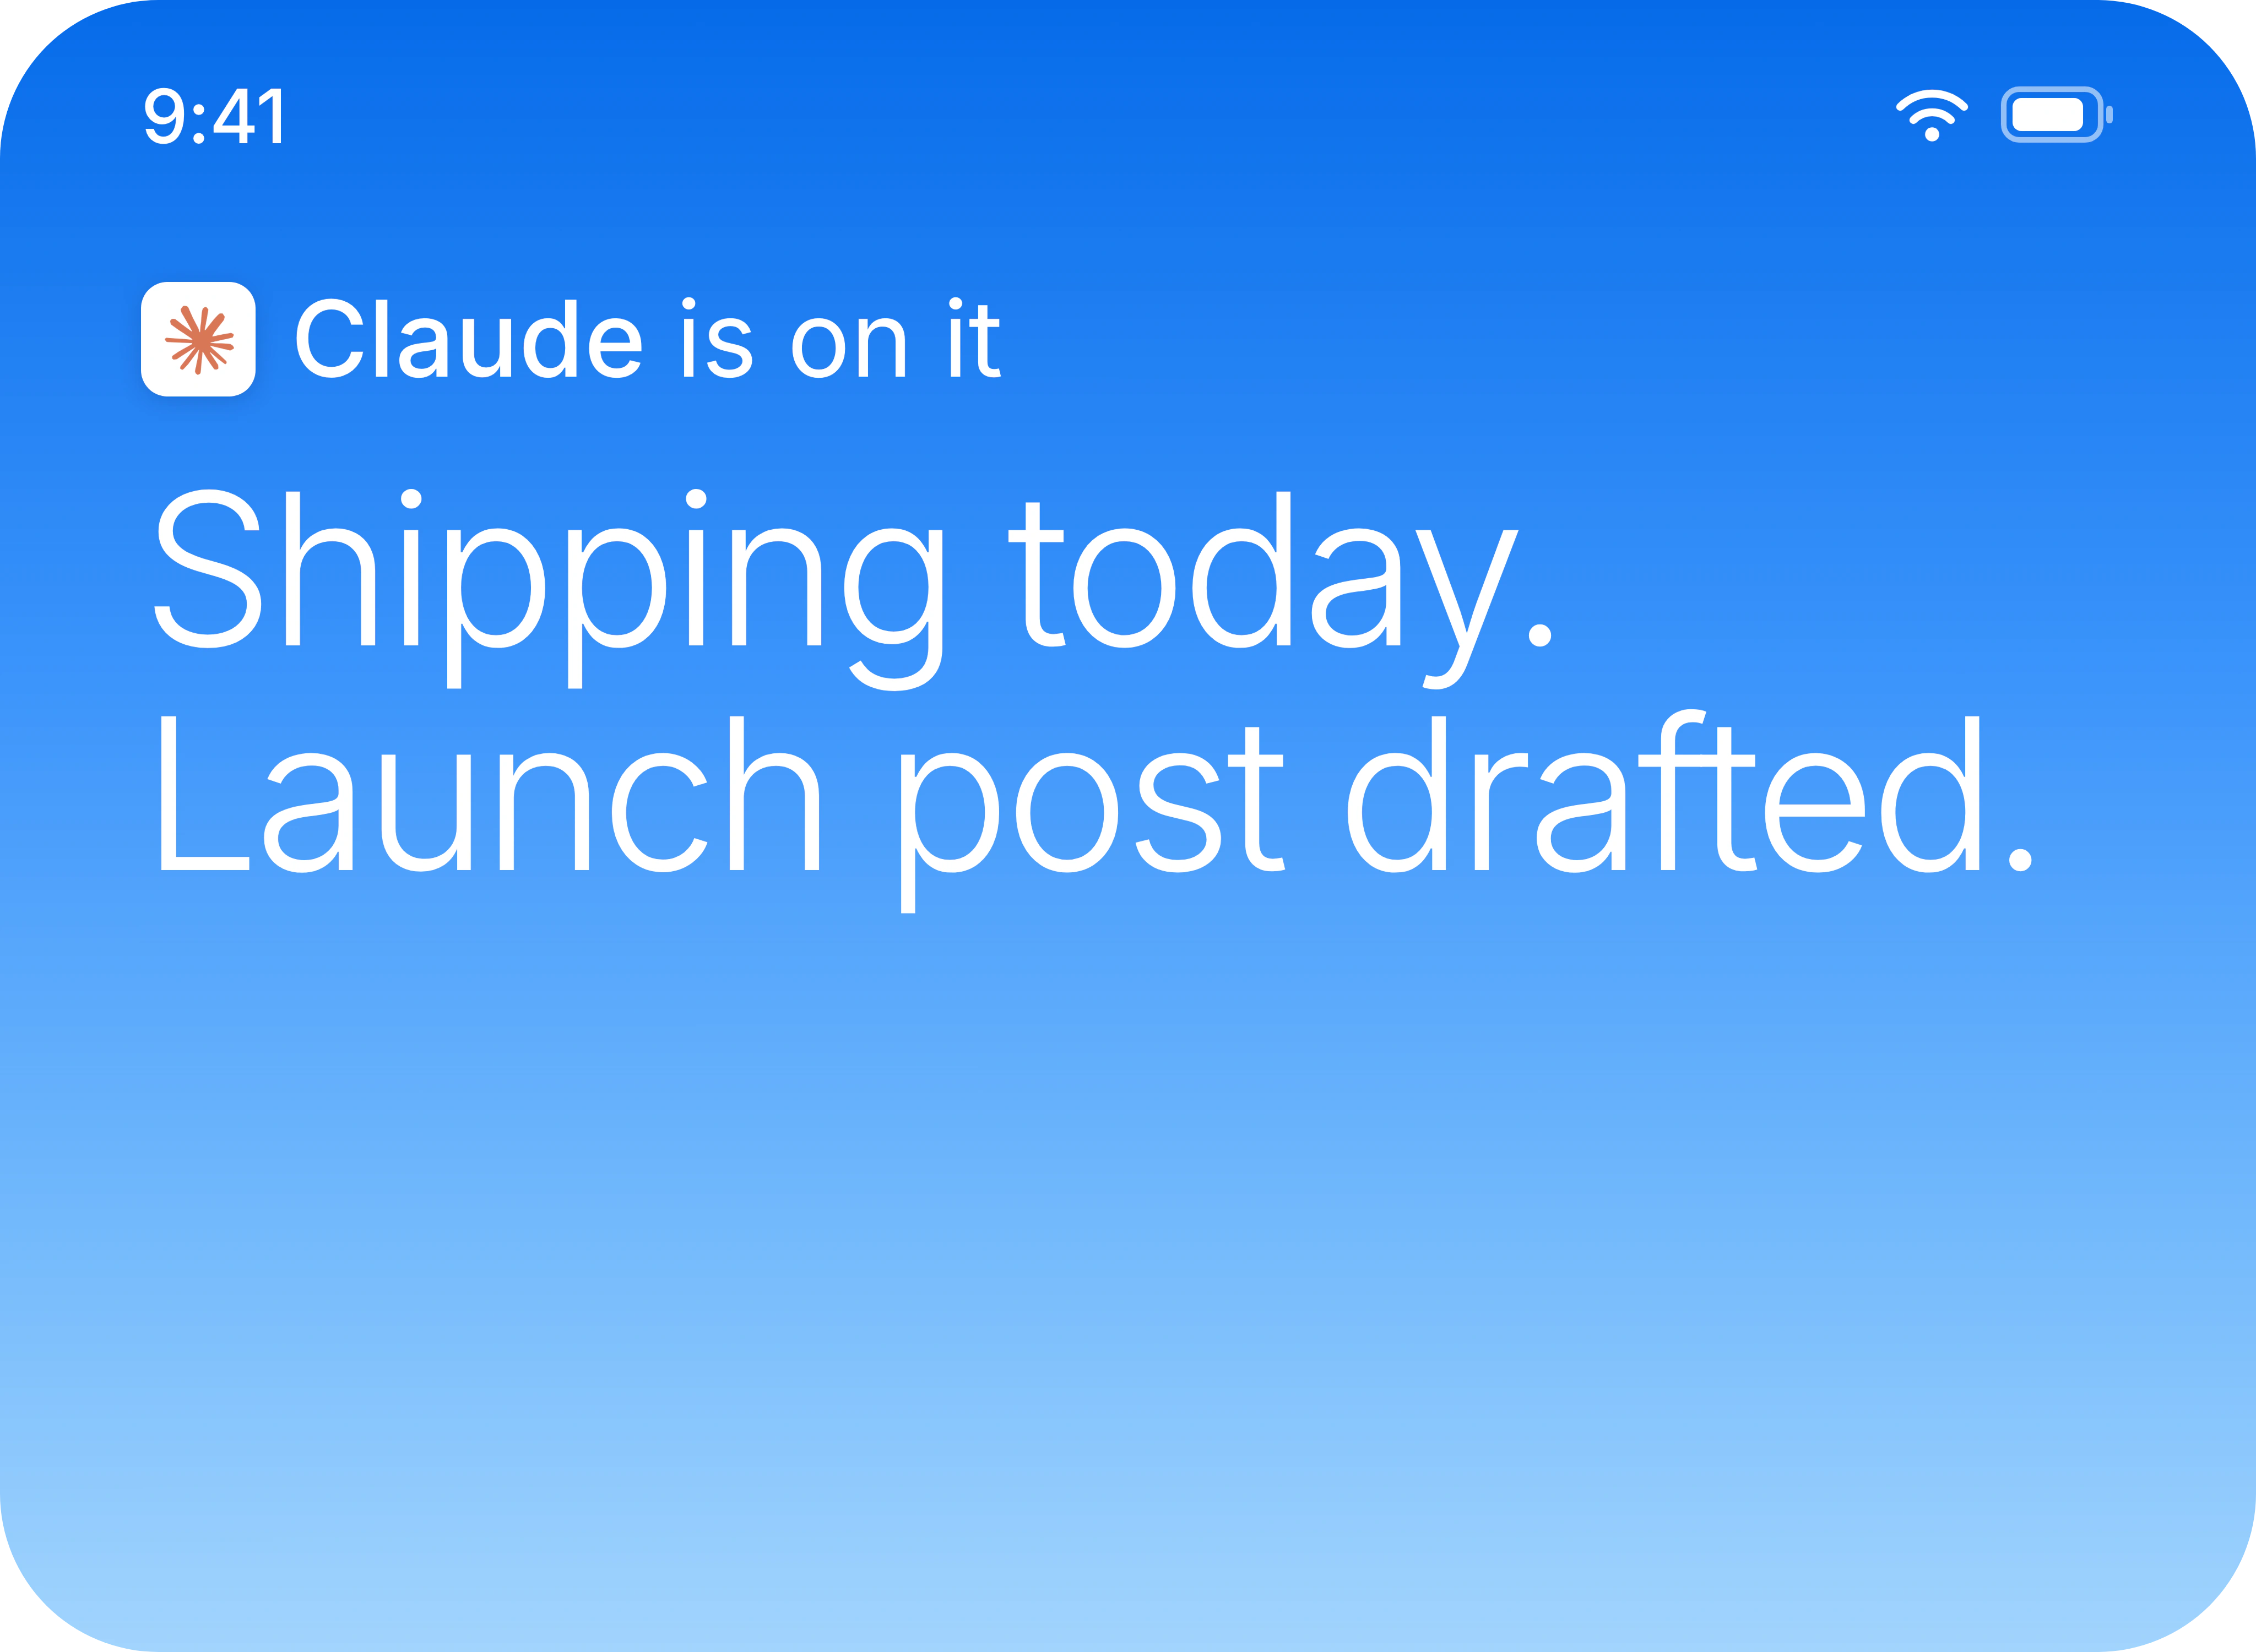 9:41
Claude is on it
Shipping today.
Launch post drafted.